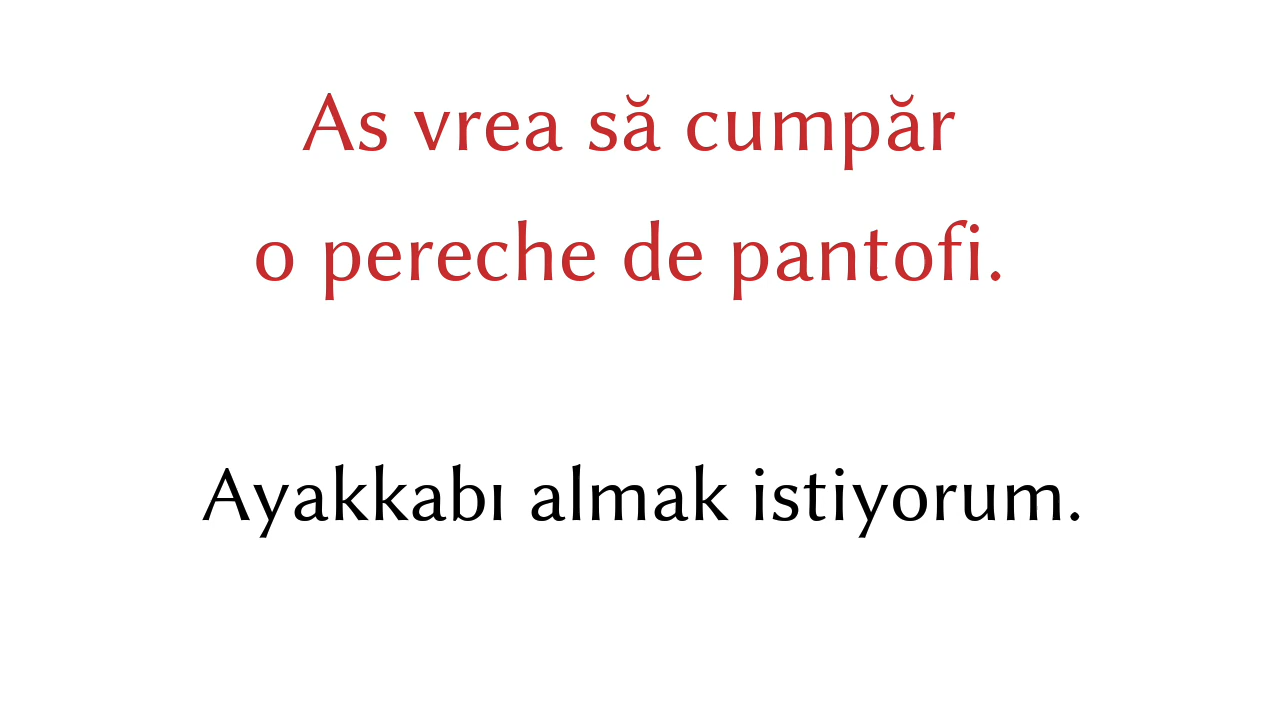 As vrea să cumpăr
o pereche de pantofi.
Ayakkabı almak istiyorum.